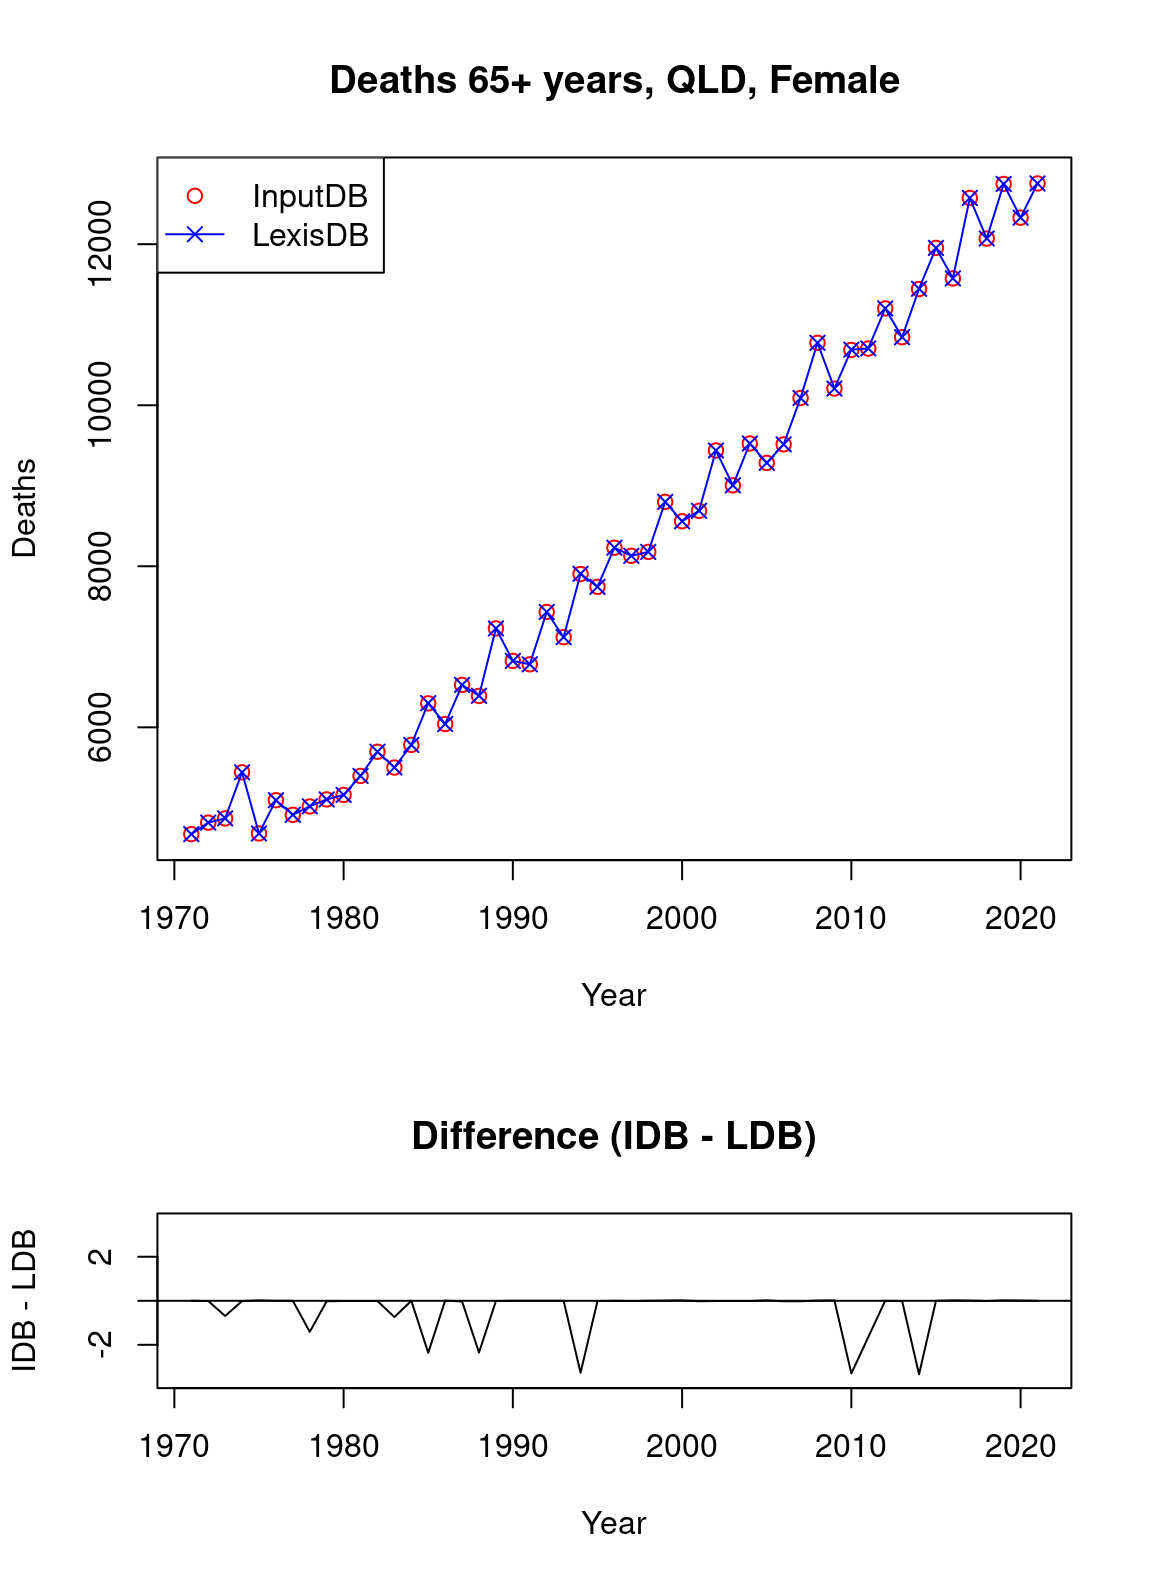 Deaths 65+ years, QLD, Female
InputDB
LexisDB
Deaths
12000
10000
8000
6000
1970 1980 1990 2000 2010 2020
Year
Difference (IDB - LDB)
IDB - LDB
2
-2
1970 1980 1990 2000 2010 2020
Year